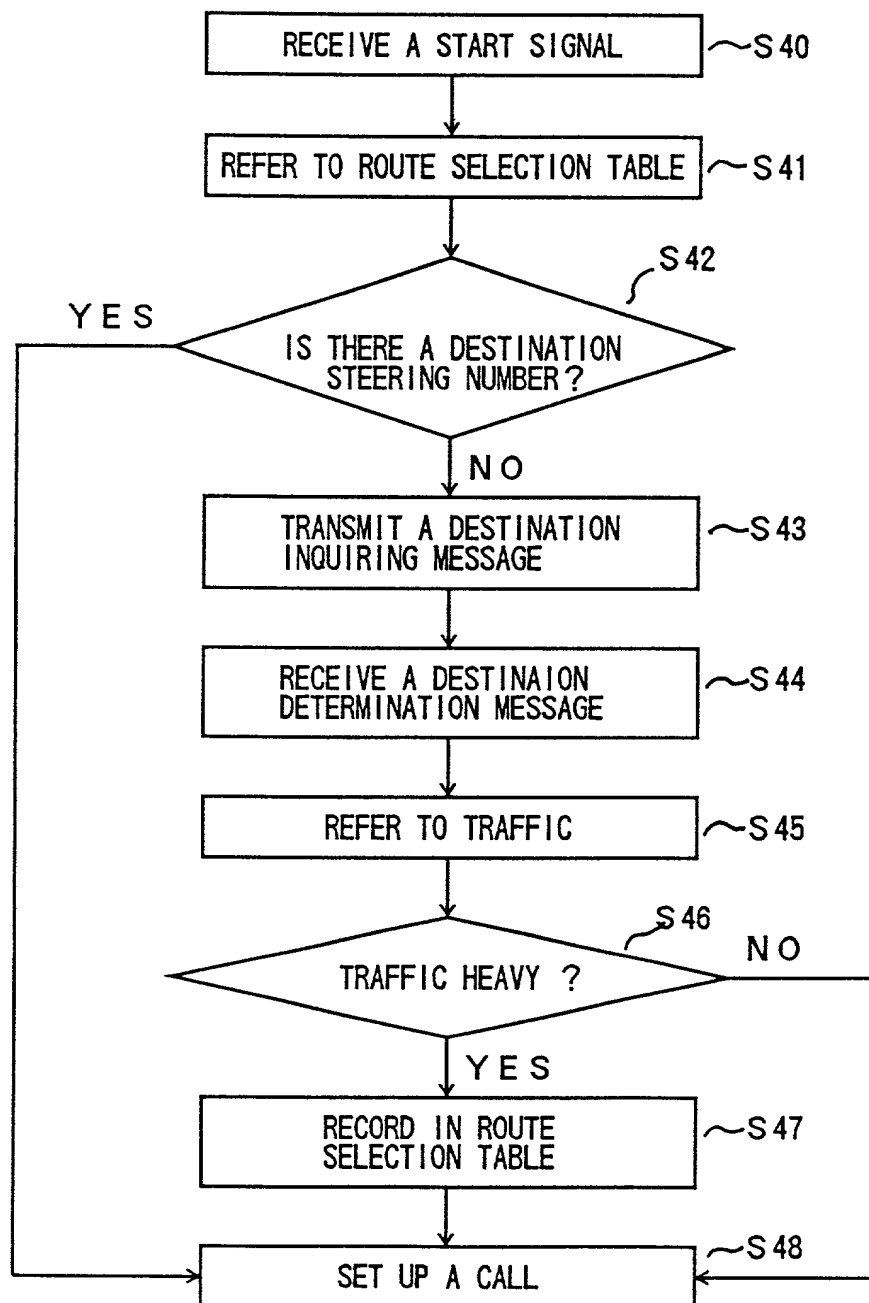 RECEIVE A START SIGNAL
S40
REFER TO ROUTE SELECTION TABLE
S41
S42
YES
IS THERE A DESTINATION
STEERING NUMBER?
NO
TRANSMIT A DESTINATION
INQUIRING MESSAGE
S43
RECEIVE A DESTINAION
DETERMINATION MESSAGE
S44
REFER TO TRAFFIC
S45
S46
NO
TRAFFIC HEAVY ?
YES
RECORD IN ROUTE
SELECTION TABLE
S47
S48
SET UP A CALL